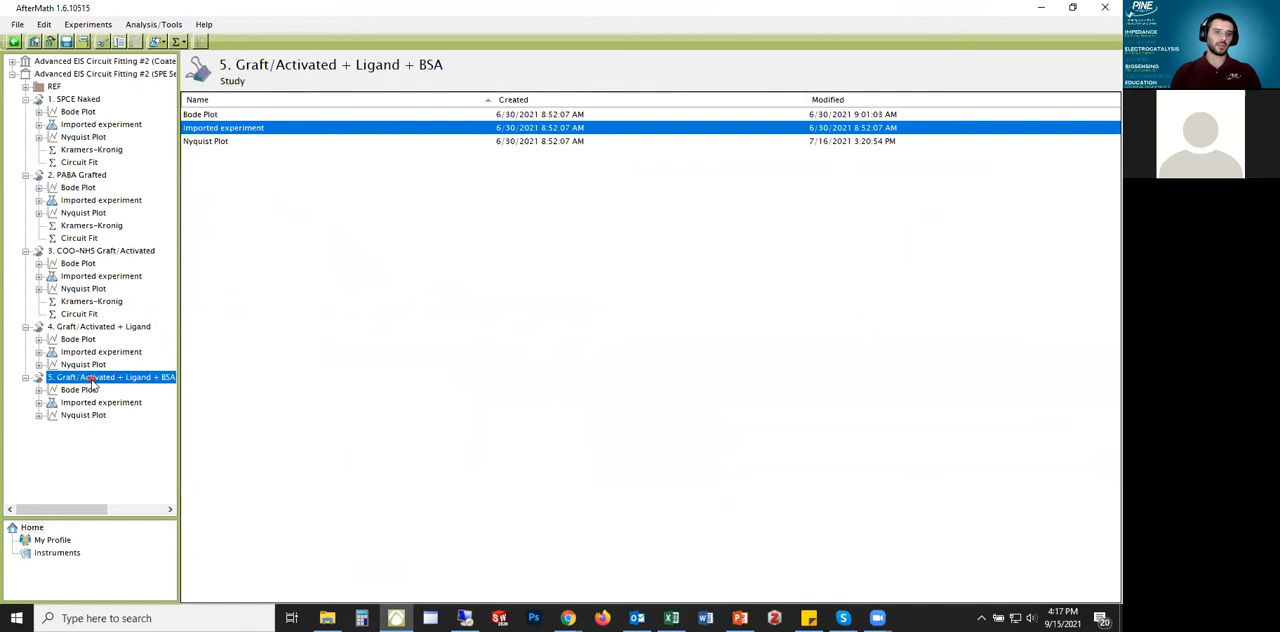 AfterMath 1.6.10515
File Edit Experiments Analysis/Tools Help
Advanced EIS Circuit Fitting #2 (Coate
Advanced EIS Circuit Fitting #2 (SPE Se
REF
1. SPCE Naked
Bode Plot
Imported experiment
Nyquist Plot
Kramers-Kronig
Circuit Fit
2. PABA Grafted
Bode Plot
Imported experiment
Nyquist Plot
Kramers-Kronig
Circuit Fit
3. COO-NHS Graft/Activated
Bode Plot
Imported experiment
Nyquist Plot
Kramers-Kronig
Circuit Fit
4. Graft/Activated + Ligand
Bode Plot
Imported experiment
Nyquist Plot
5. Graft/Activated + Ligand + BSA
Bode Plot
Imported experiment
Nyquist Plot
Home
My Profile
Instruments
5. Graft/Activated + Ligand + BSA
Study
Name Created Modified
Bode Plot 6/30/2021 8:52:07 AM 6/30/2021 9:01:03 AM
Imported experiment 6/30/2021 8:52:07 AM 6/30/2021 8:52:07 AM
Nyquist Plot 6/30/2021 8:52:07 AM 7/16/2021 3:20:54 PM
PINE
IMPEDANCE
ELECTROCATALYSIS
BIOSENSING
EDUCATION
Type here to search
4:17 PM
9/15/2021
20